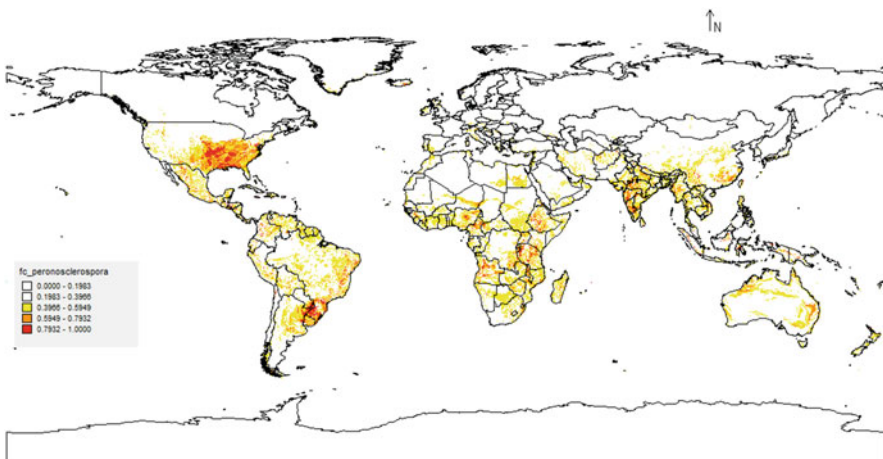 N
fc_peronosclerospora
0.0000 - 0.1983
0.1983 - 0.3966
0.3966 - 0.5949
0.5949 - 0.7932
0.7932 - 1.0000